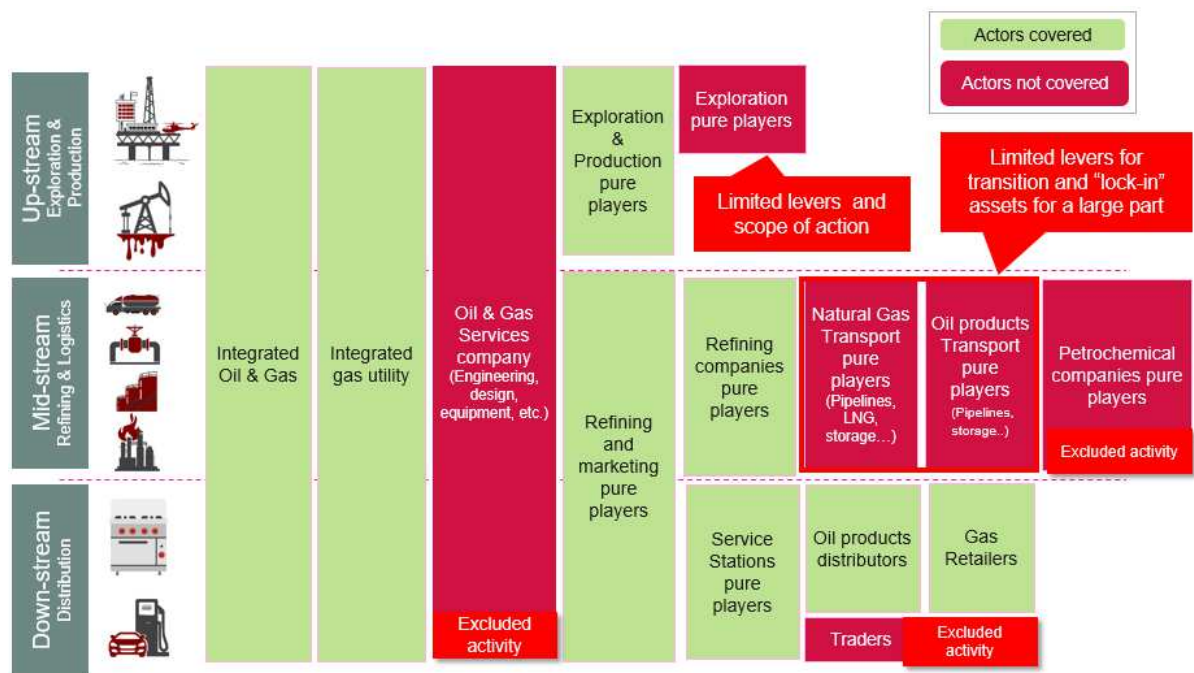 Actors covered
Actors not covered
Up-stream
Exploration &
Production
Mid-stream
Refining & Logistics
Down-stream
Distribution
Integrated
Oil & Gas
Integrated
gas utility
Oil & Gas
Services
company
(Engineering,
design,
equipment, etc.)
Excluded
activity
Exploration
&
Production
pure
players
Refining
and
marketing
pure
players
Exploration
pure players
Limited levers and
scope of action
Limited levers for
transition and “lock-in”
assets for a large part
Refining
companies
pure
players
Natural Gas
Transport
pure
players
(Pipelines,
LNG,
storage…)
Oil products
Transport
pure
players
(Pipelines,
storage..)
Petrochemical
companies pure
players
Excluded activity
Service
Stations
pure
players
Oil products
distributors
Gas
Retailers
Traders
Excluded
activity